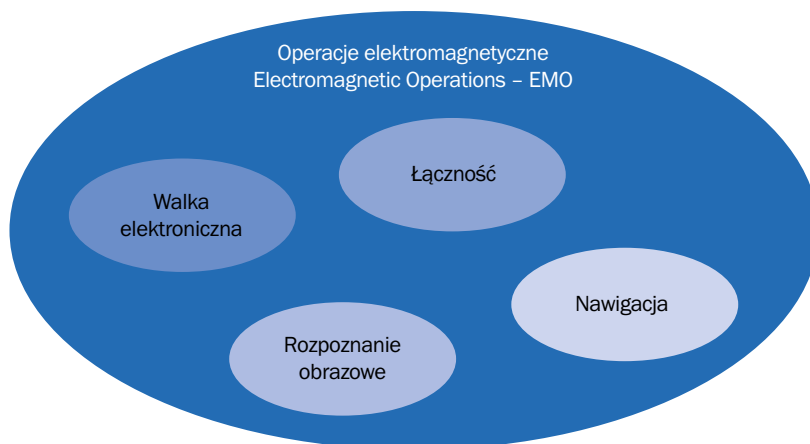 Operacje elektromagnetyczne
Electromagnetic Operations – EMO
Łączność
Walka
elektroniczna
Nawigacja
Rozpoznanie
obrazowe